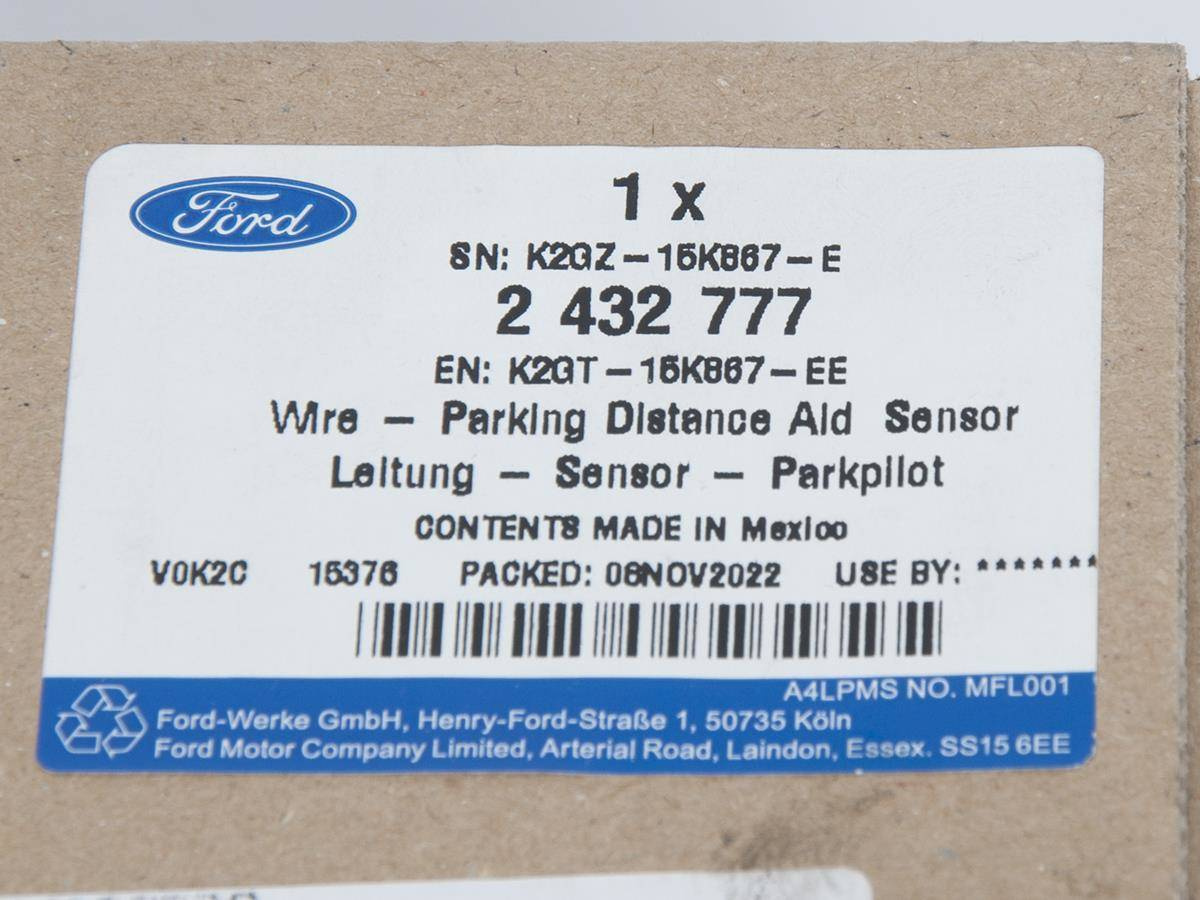 Ford
1 x
SN: K2GZ-15K867-E
2 432 777
EN: K2GT-15K867-EE
Wire - Parking Distance Aid Sensor
Leitung - Sensor - Parkpilot
CONTENTS MADE IN Mexico
V0K2C 15376 PACKED: 08NOV2022 USE BY: *******
A4LPMS NO. MFL001
Ford-Werke GmbH, Henry-Ford-Straße 1, 50735 Köln
Ford Motor Company Limited, Arterial Road, Laindon, Essex. SS15 6EE